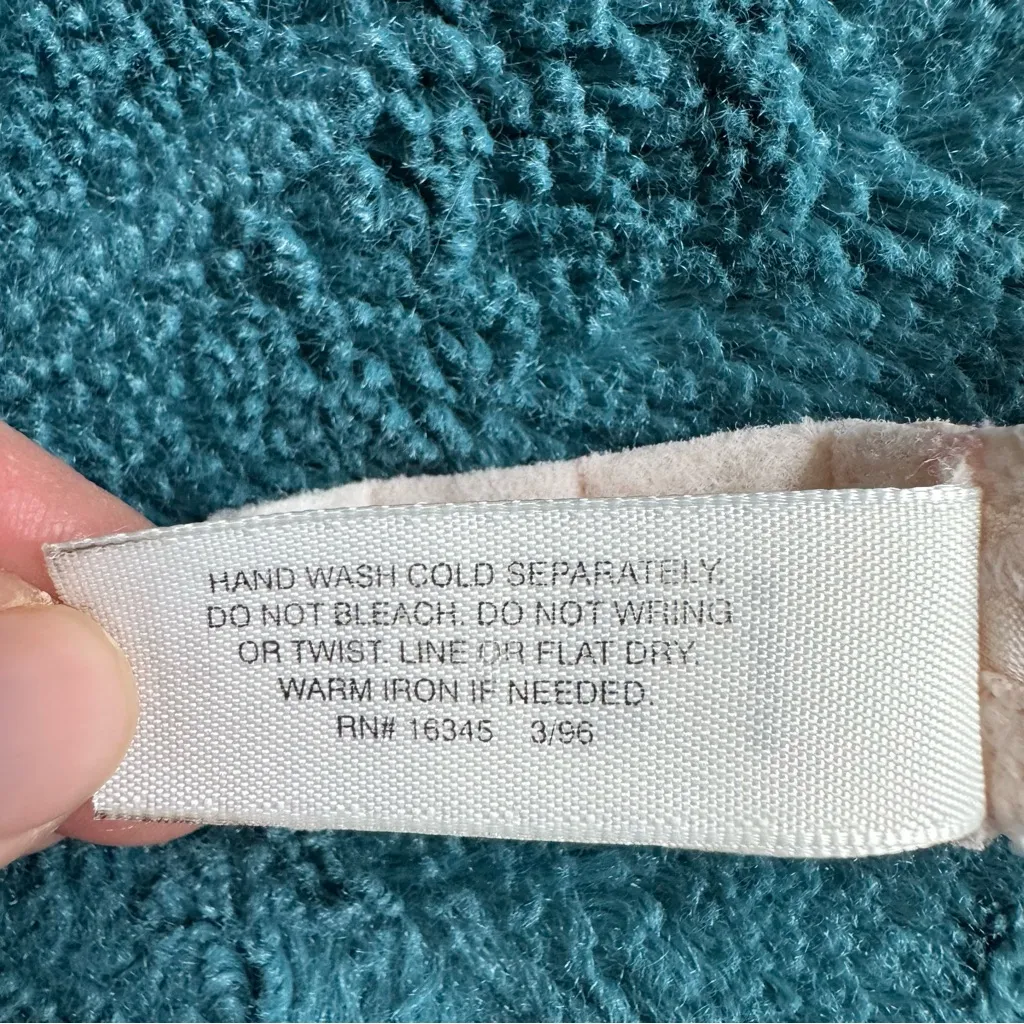 HAND WASH COLD SEPARATELY.
DO NOT BLEACH. DO NOT WRING
OR TWIST. LINE OR FLAT DRY.
WARM IRON IF NEEDED.
RN# 16345 3/96